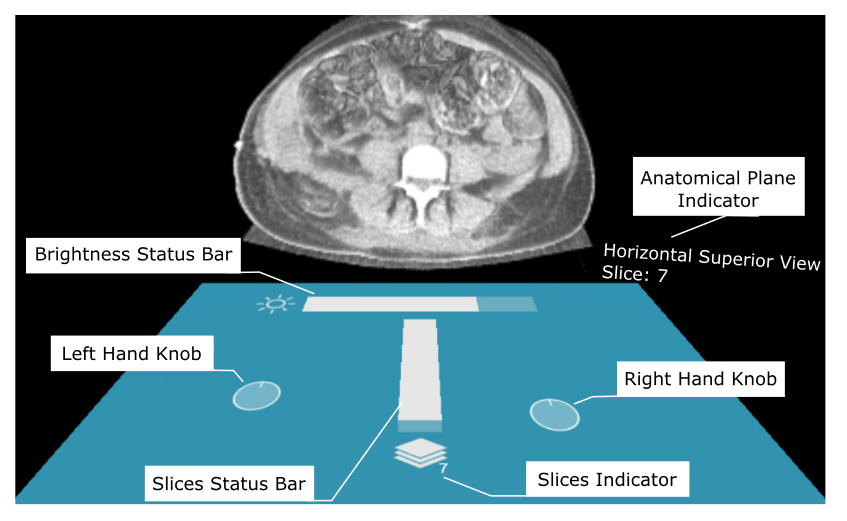 Anatomical Plane
Indicator
Brightness Status Bar
Horizontal Superior View
Slice: 7
Left Hand Knob
Right Hand Knob
7
Slices Status Bar
Slices Indicator